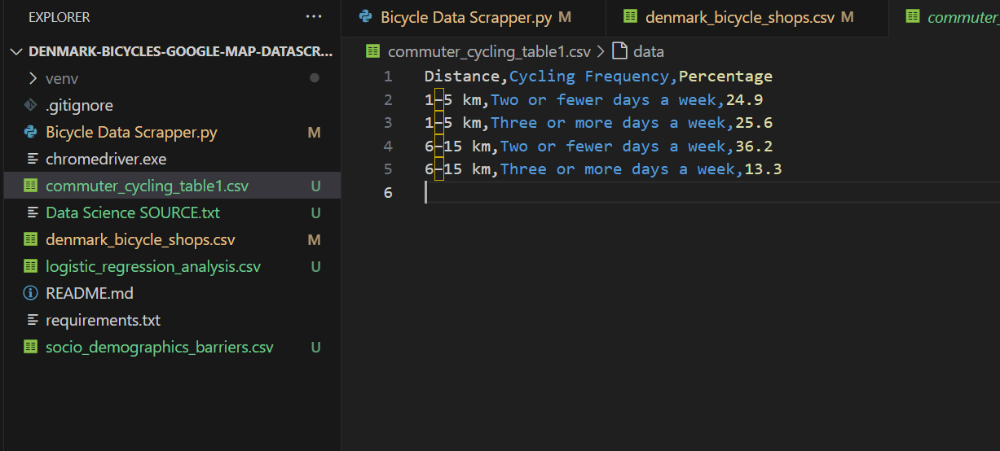 EXPLORER
···
DENMARK-BICYCLES-GOOGLE-MAP-DATASCR...
venv
.gitignore
Bicycle Data Scrapper.py M
chromedriver.exe
commuter_cycling_table1.csv U
Data Science SOURCE.txt U
denmark_bicycle_shops.csv M
logistic_regression_analysis.csv U
README.md
requirements.txt
socio_demographics_barriers.csv U
Bicycle Data Scrapper.py M
denmark_bicycle_shops.csv M
commuter_
commuter_cycling_table1.csv > data
1 Distance,Cycling Frequency,Percentage
2 1–5 km,Two or fewer days a week,24.9
3 1–5 km,Three or more days a week,25.6
4 6–15 km,Two or fewer days a week,36.2
5 6–15 km,Three or more days a week,13.3
6